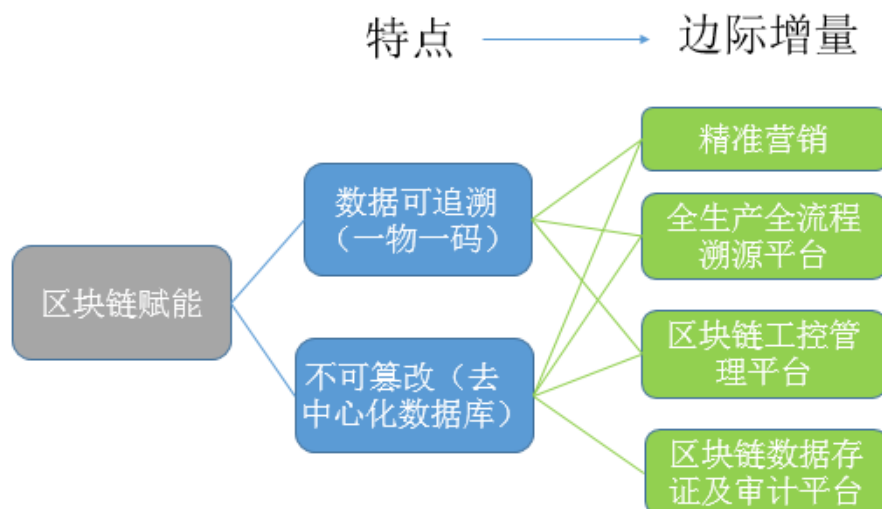 特点
边际增量
精准营销
数据可追溯
(一物一码)
全生产全流程
溯源平台
区块链赋能
区块链工控管
理平台
不可篡改(去
中心化数据库)
区块链数据存
证及审计平台